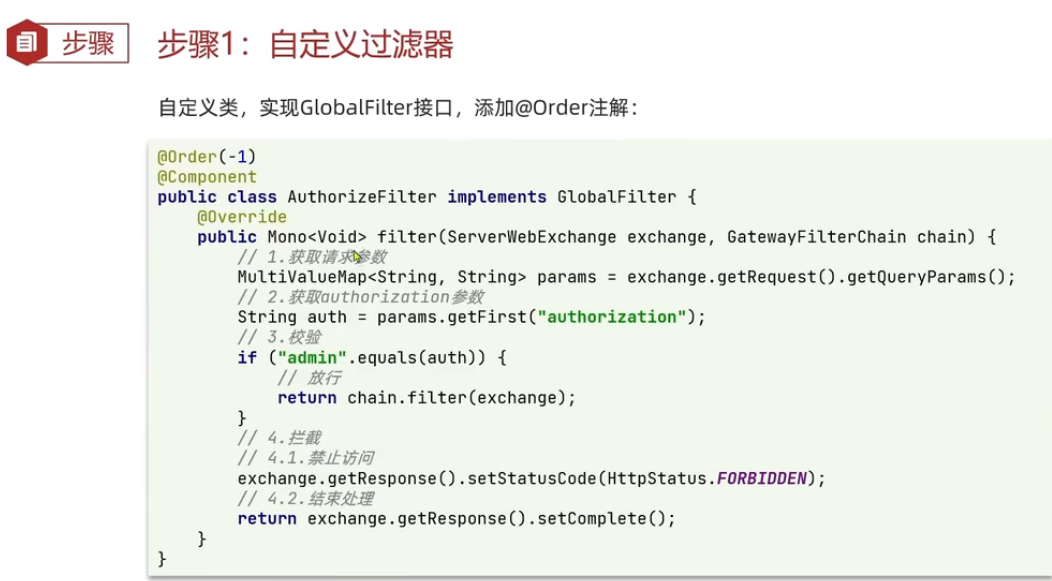 步骤
步骤1：自定义过滤器
自定义类，实现GlobalFilter接口，添加@Order注解：
@Order(-1)
@Component
public class AuthorizeFilter implements GlobalFilter {
@Override
public Mono<Void> filter(ServerWebExchange exchange, GatewayFilterChain chain) {
// 1.获取请求参数
MultiValueMap<String, String> params = exchange.getRequest().getQueryParams();
// 2.获取authorization参数
String auth = params.getFirst("authorization");
// 3.校验
if ("admin".equals(auth)) {
// 放行
return chain.filter(exchange);
}
// 4.拦截
// 4.1.禁止访问
exchange.getResponse().setStatusCode(HttpStatus.FORBIDDEN);
// 4.2.结束处理
return exchange.getResponse().setComplete();
}
}